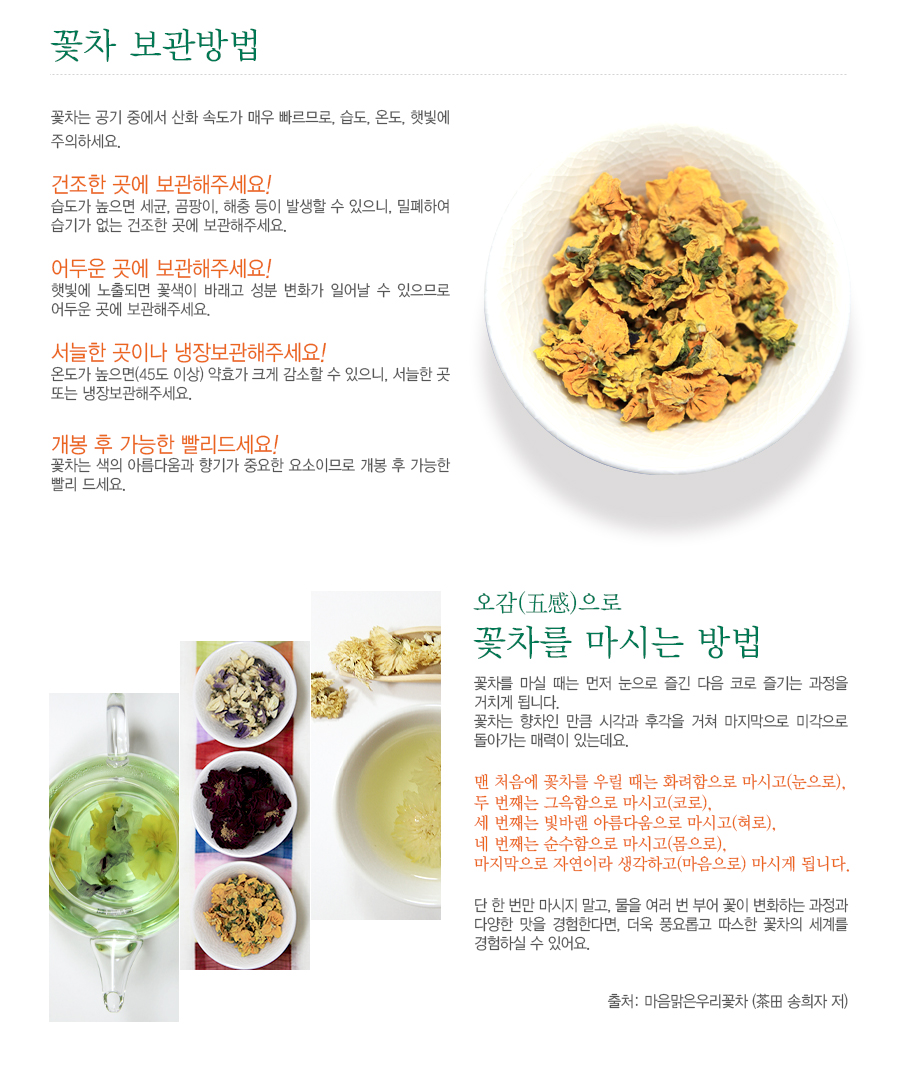 꽃차 보관방법
꽃차는 공기 중에서 산화 속도가 매우 빠르므로, 습도, 온도, 햇빛에
주의하세요.
건조한 곳에 보관해주세요!
습도가 높으면 세균, 곰팡이, 해충 등이 발생할 수 있으니, 밀폐하여
습기가 없는 건조한 곳에 보관해주세요.
어두운 곳에 보관해주세요!
햇빛에 노출되면 꽃색이 바래고 성분 변화가 일어날 수 있으므로
어두운 곳에 보관해주세요.
서늘한 곳이나 냉장보관해주세요!
온도가 높으면(45도 이상) 약효가 크게 감소할 수 있으니, 서늘한 곳
또는 냉장보관해주세요.
개봉 후 가능한 빨리드세요!
꽃차는 색의 아름다움과 향기가 중요한 요소이므로 개봉 후 가능한
빨리 드세요.
오감(五感)으로
꽃차를 마시는 방법
꽃차를 마실 때는 먼저 눈으로 즐긴 다음 코로 즐기는 과정을
거치게 됩니다.
꽃차는 향차인 만큼 시각과 후각을 거쳐 마지막으로 미각으로
돌아가는 매력이 있는데요.
맨 처음에 꽃차를 우릴 때는 화려함으로 마시고(눈으로),
두 번째는 그윽함으로 마시고(코로),
세 번째는 빛바랜 아름다움으로 마시고(혀로),
네 번째는 순수함으로 마시고(몸으로),
마지막으로 자연이라 생각하고(마음으로) 마시게 됩니다.
단 한 번만 마시지 말고, 물을 여러 번 부어 꽃이 변화하는 과정과
다양한 맛을 경험한다면, 더욱 풍요롭고 따스한 꽃차의 세계를
경험하실 수 있어요.
출처: 마음맑은우리꽃차 (茶田 송희자 저)